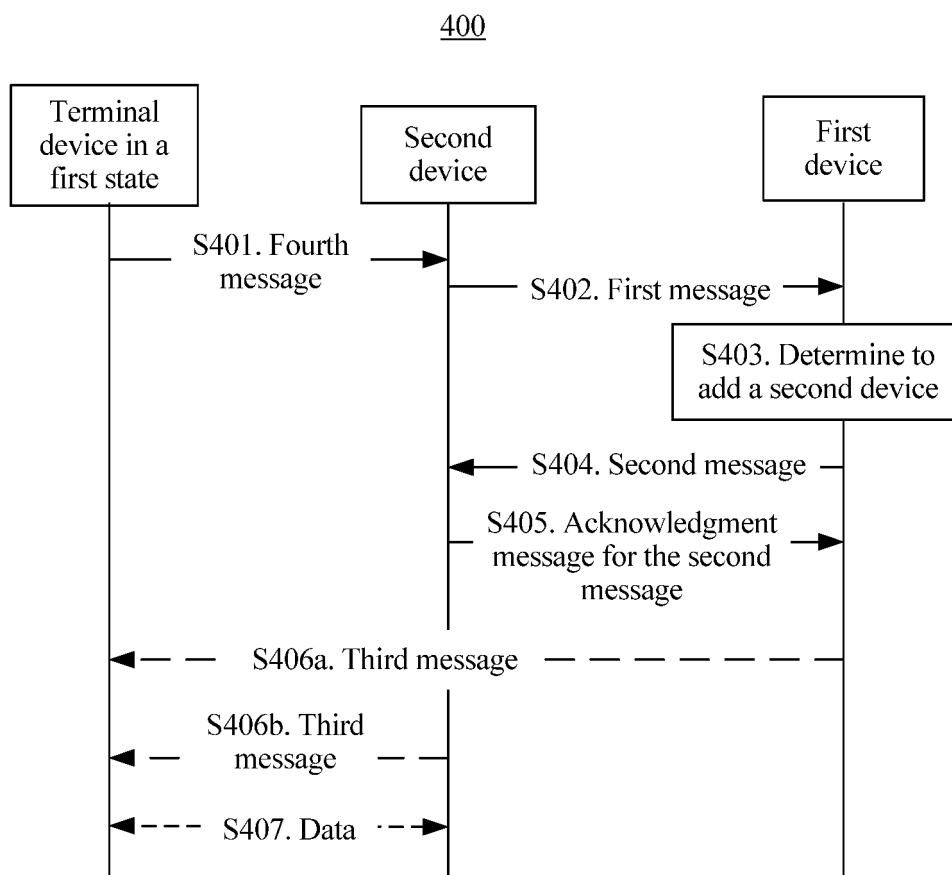 400
Terminal
device in a
first state
Second
device
First
device
S401. Fourth
message
S402. First message
S403. Determine to
add a second device
S404. Second message
S405. Acknowledgment
message for the second
message
S406a. Third message
S406b. Third
message
S407. Data